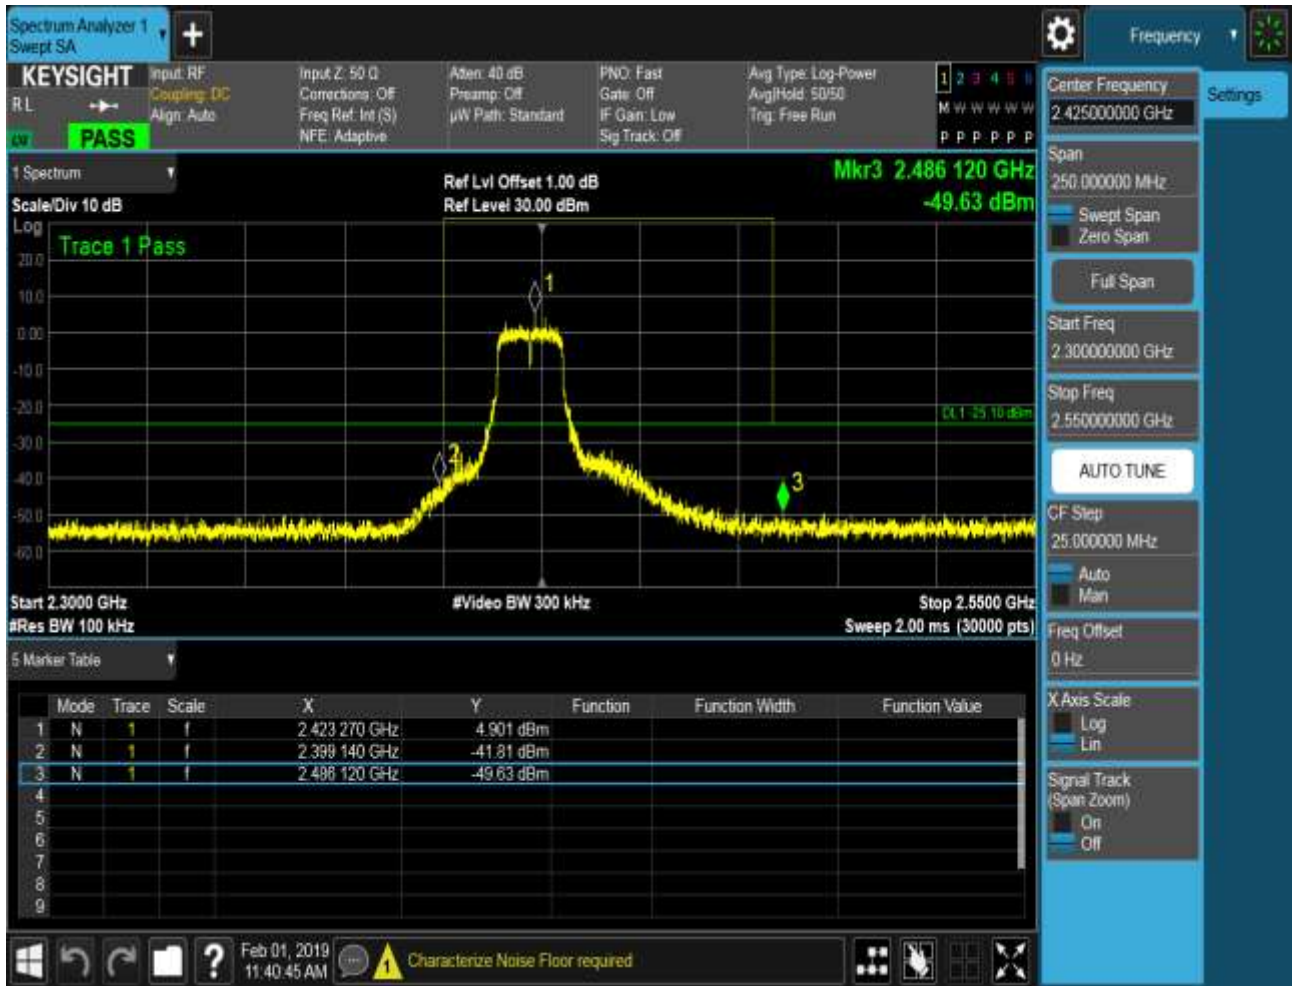 Spectrum Analyzer 1
Swept SA
+
Frequency
KEYSIGHT
RL
PASS
Input: RF
Coupling: DC
Align: Auto
Input Z: 50 Ω
Corrections: Off
Freq Ref: Int (S)
NFE: Adaptive
Atten: 40 dB
Preamp: Off
µW Path: Standard
PNO: Fast
Gate: Off
IF Gain: Low
Sig Track: Off
Avg Type: Log-Power
Avg|Hold: 50/50
Trig: Free Run
1 2 3 4 5 6
M W W W W W
P P P P P P
1 Spectrum
Scale/Div 10 dB
Ref Lvl Offset 1.00 dB
Ref Level 30.00 dBm
Mkr3 2.486 120 GHz
-49.63 dBm
Log
Trace 1 Pass
20.0
10.0
0.00
-10.0
-20.0
-30.0
-40.0
-50.0
-60.0
1
2
3
DL1 -25.10 dBm
Start 2.3000 GHz
#Res BW 100 kHz
#Video BW 300 kHz
Stop 2.5500 GHz
Sweep 2.00 ms (30000 pts)
5 Marker Table
Mode Trace Scale X Y Function Function Width Function Value
1 N 1 f 2.423 270 GHz 4.901 dBm
2 N 1 f 2.399 140 GHz -41.81 dBm
3 N 1 f 2.486 120 GHz -49.63 dBm
4
5
6
7
8
9
Feb 01, 2019
11:40:45 AM
?
1
Characterize Noise Floor required
Center Frequency
2.425000000 GHz
Settings
Span
250.000000 MHz
Swept Span
Zero Span
Full Span
Start Freq
2.300000000 GHz
Stop Freq
2.550000000 GHz
AUTO TUNE
CF Step
25.000000 MHz
Auto
Man
Freq Offset
0 Hz
X Axis Scale
Log
Lin
Signal Track
(Span Zoom)
On
Off